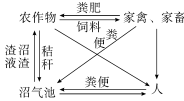 农作物 粪肥 家禽、家畜
饲料
粪
便
渣沼
液渣
秸
秆
沼气池 粪便 人